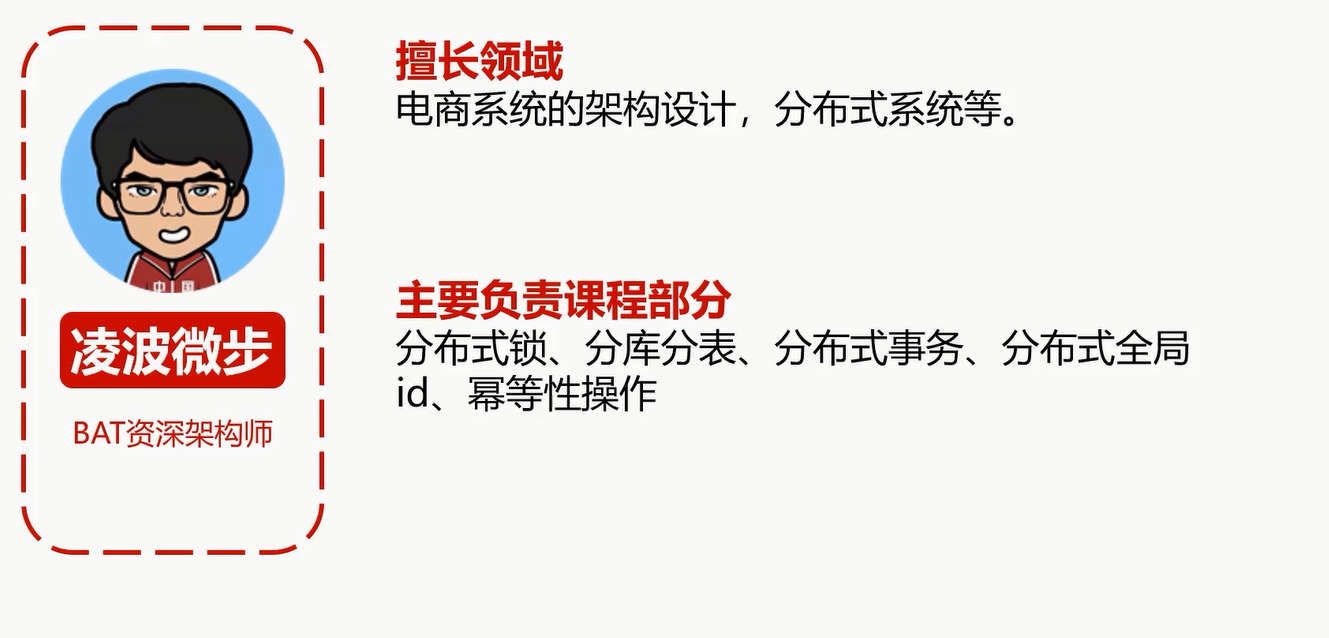 擅长领域
电商系统的架构设计，分布式系统等。
中国
凌波微步
BAT资深架构师
主要负责课程部分
分布式锁、分库分表、分布式事务、分布式全局
id、幂等性操作